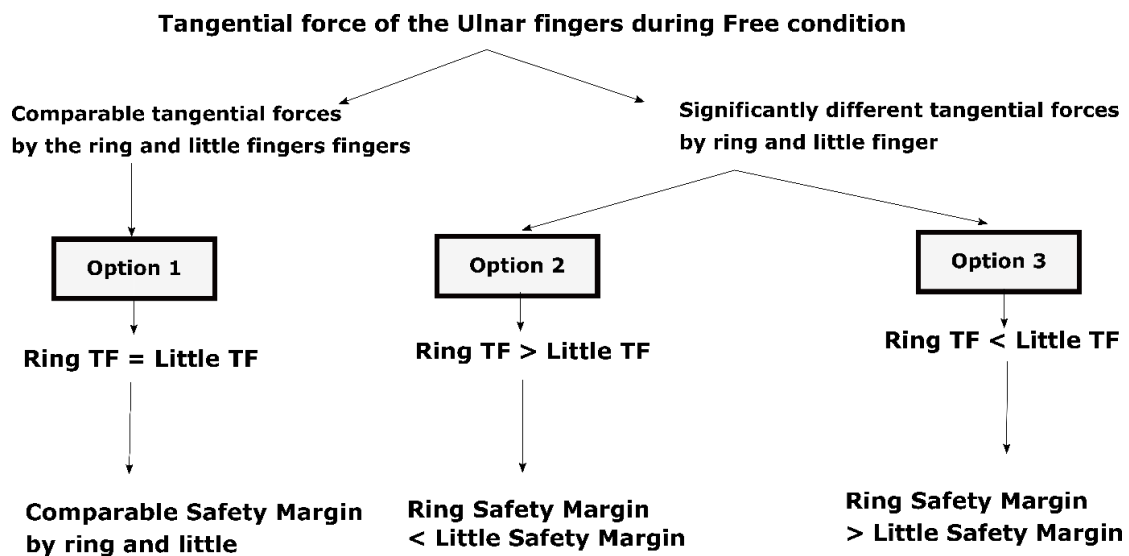 Tangential force of the Ulnar fingers during Free condition
Comparable tangential forces
by the ring and little fingers fingers
Significantly different tangential forces
by ring and little finger
Option 1
Option 2
Option 3
Ring TF = Little TF
Ring TF > Little TF
Ring TF < Little TF
Comparable Safety Margin
by ring and little
Ring Safety Margin
< Little Safety Margin
Ring Safety Margin
> Little Safety Margin